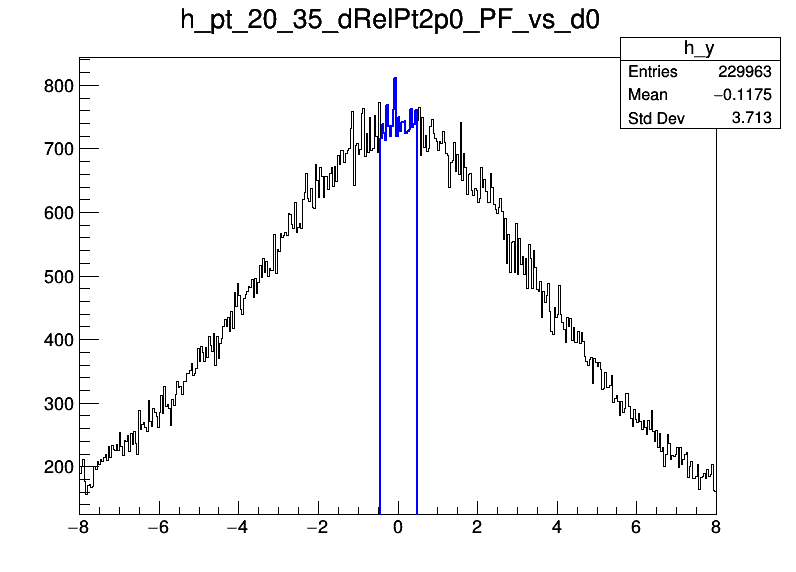 h_pt_20_35_dRelPt2p0_PF_vs_d0
h_y
Entries 229963
Mean −0.1175
Std Dev 3.713
800
700
600
500
400
300
200
−8 −6 −4 −2 0 2 4 6 8